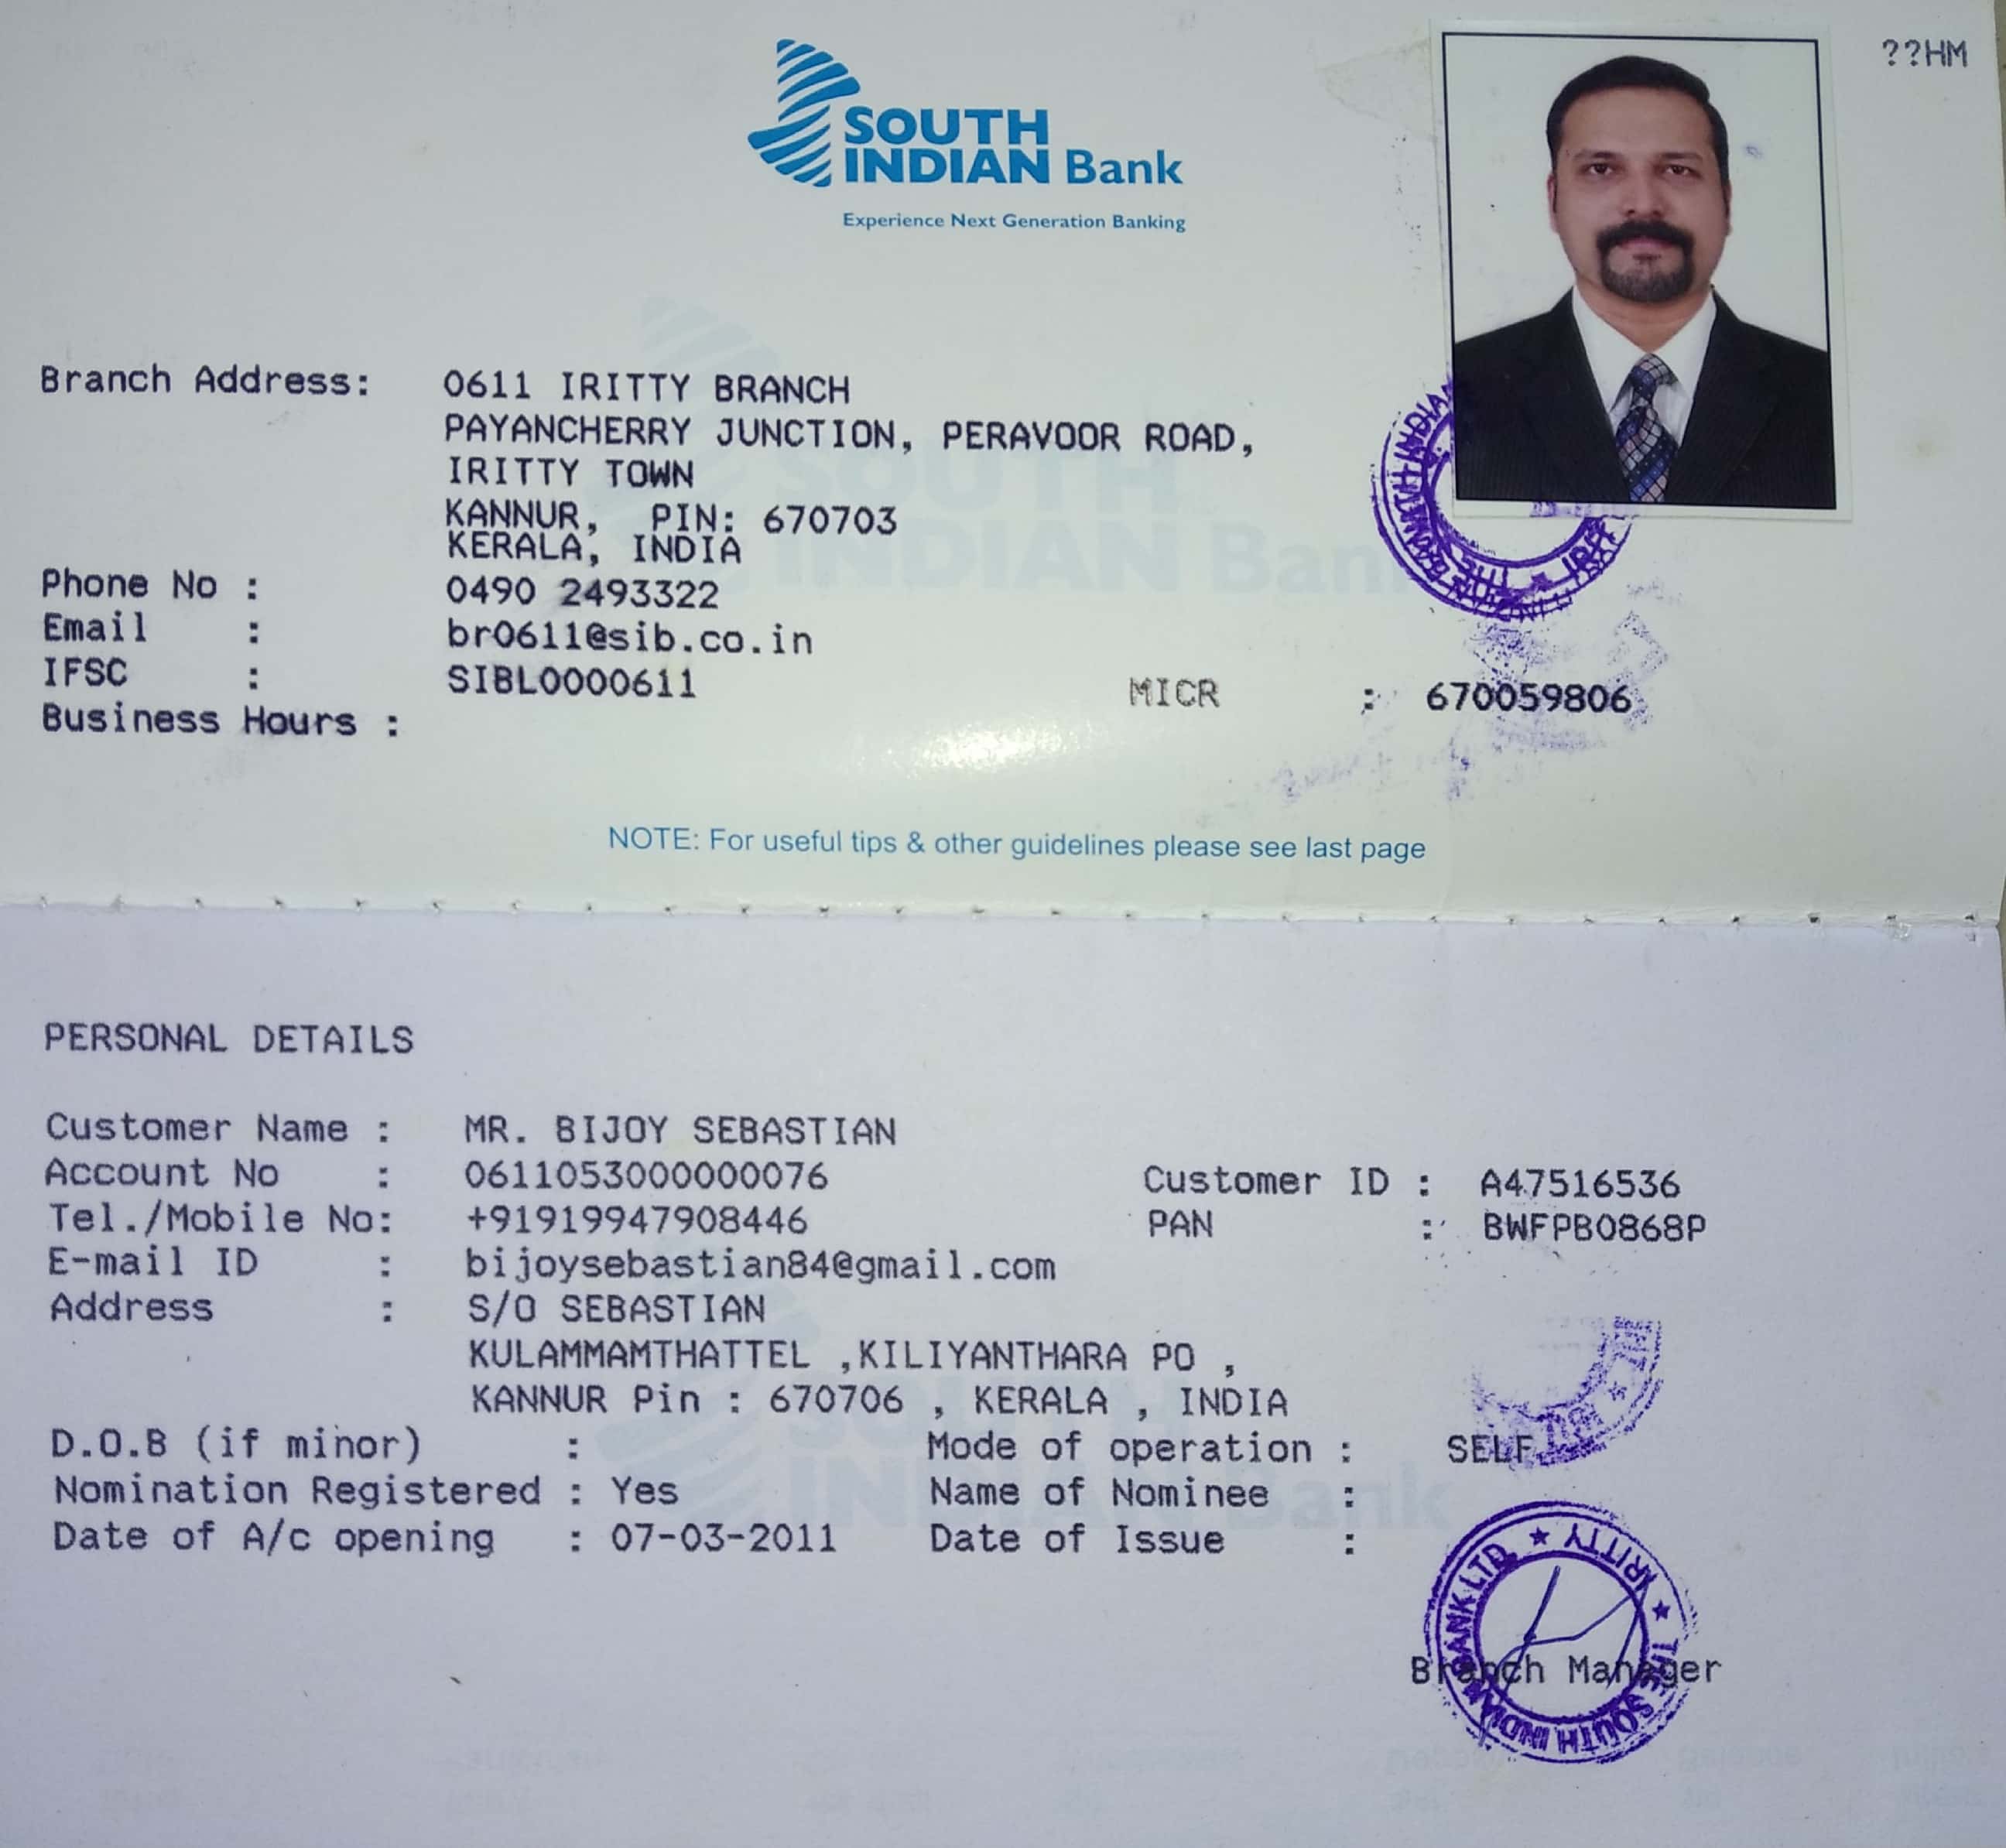 ??HM
SOUTH
INDIAN Bank
Experience Next Generation Banking
Branch Address: 0611 IRITTY BRANCH
PAYANCHERRY JUNCTION, PERAVOOR ROAD,
IRITTY TOWN
KANNUR, PIN: 670703
KERALA, INDIA
Phone No : 0490 2493322
Email : br0611@sib.co.in
IFSC : SIBL0000611 MICR : 670059806
Business Hours :
NOTE: For useful tips & other guidelines please see last page
PERSONAL DETAILS
Customer Name : MR. BIJOY SEBASTIAN
Account No : 0611053000000076 Customer ID : A47516536
Tel./Mobile No: +91919947908446 PAN : BWFPB0868P
E-mail ID : bijoysebastian84@gmail.com
Address : S/O SEBASTIAN
KULAMMAMTHATTEL ,KILIYANTHARA PO ,
KANNUR Pin : 670706 , KERALA , INDIA
D.O.B (if minor) : Mode of operation : SELF
Nomination Registered : Yes Name of Nominee :
Date of A/c opening : 07-03-2011 Date of Issue :
THE SOUTH INDIAN BANK LTD. ★ IRITTY ★
Branch Manager